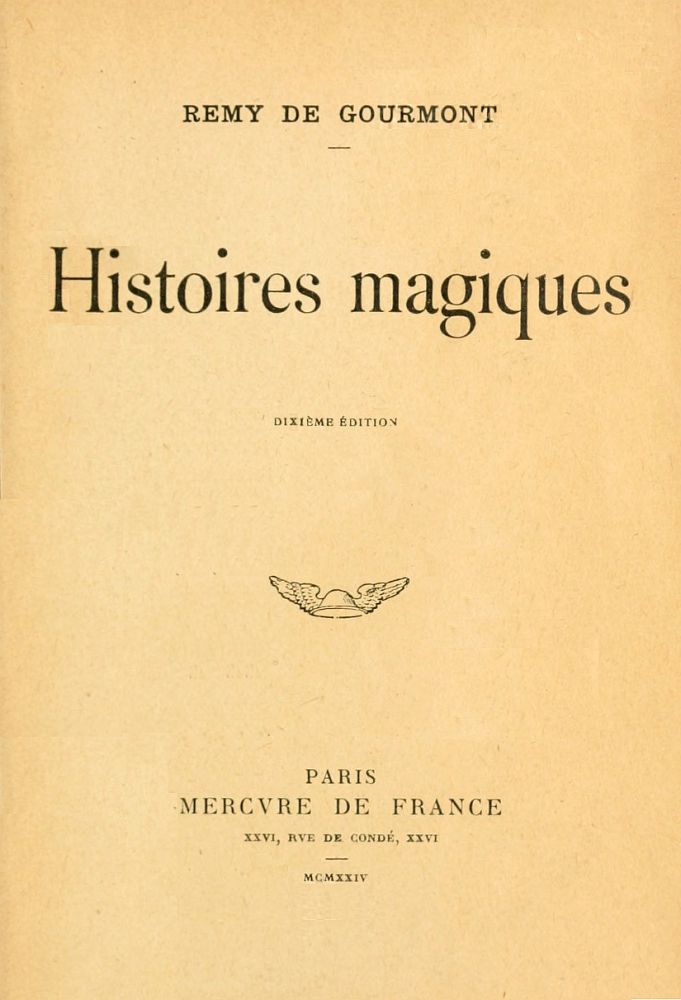 REMY DE GOURMONT
Histoires magiques
DIXIÈME ÉDITION
PARIS
MERCVRE DE FRANCE
XXVI, RVE DE CONDÉ, XXVI
MCMXXIV